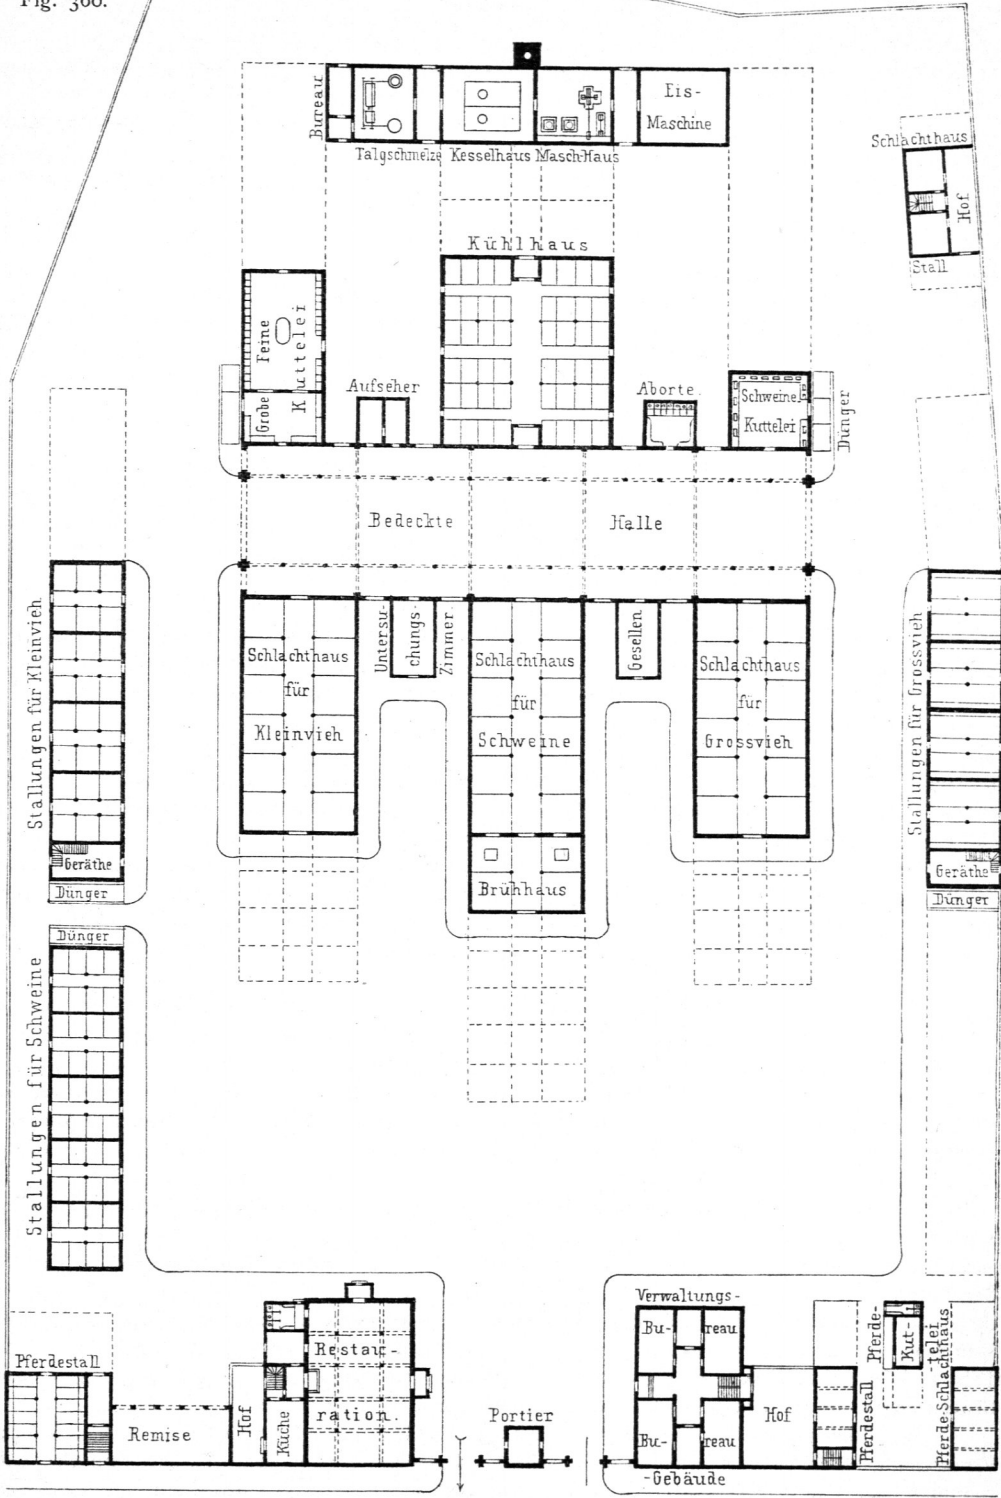 Fig. 360.
Bureau
Talgschmelze
Kesselhaus
Masch-Haus
Eis-
Maschine
Schlachthaus
Hof
Stall
Kühlhaus
Feine
Grobe
Kuttelei
Aufseher
Aborte.
Schweine
Kuttelei
Dünger
Bedeckte Halle
Stallungen für Kleinvieh
Geräthe
Dünger
Schlachthaus
für
Kleinvieh
Untersu-
chungs-
Zimmer.
Schlachthaus
für
Schweine
Brühhaus
Gesellen
Schlachthaus
für
Grossvieh
Stallungen für Grossvieh
Geräthe
Dünger
Dünger
Stallungen für Schweine
Pferdestall
Remise
Hof
Küche
Restau-
ration.
Portier
Verwaltungs-
Bu-
reau
Bu-
reau
-Gebäude
Hof
Pferdestall
Pferde-
Kut-
-telei
Pferde-Schlachthaus